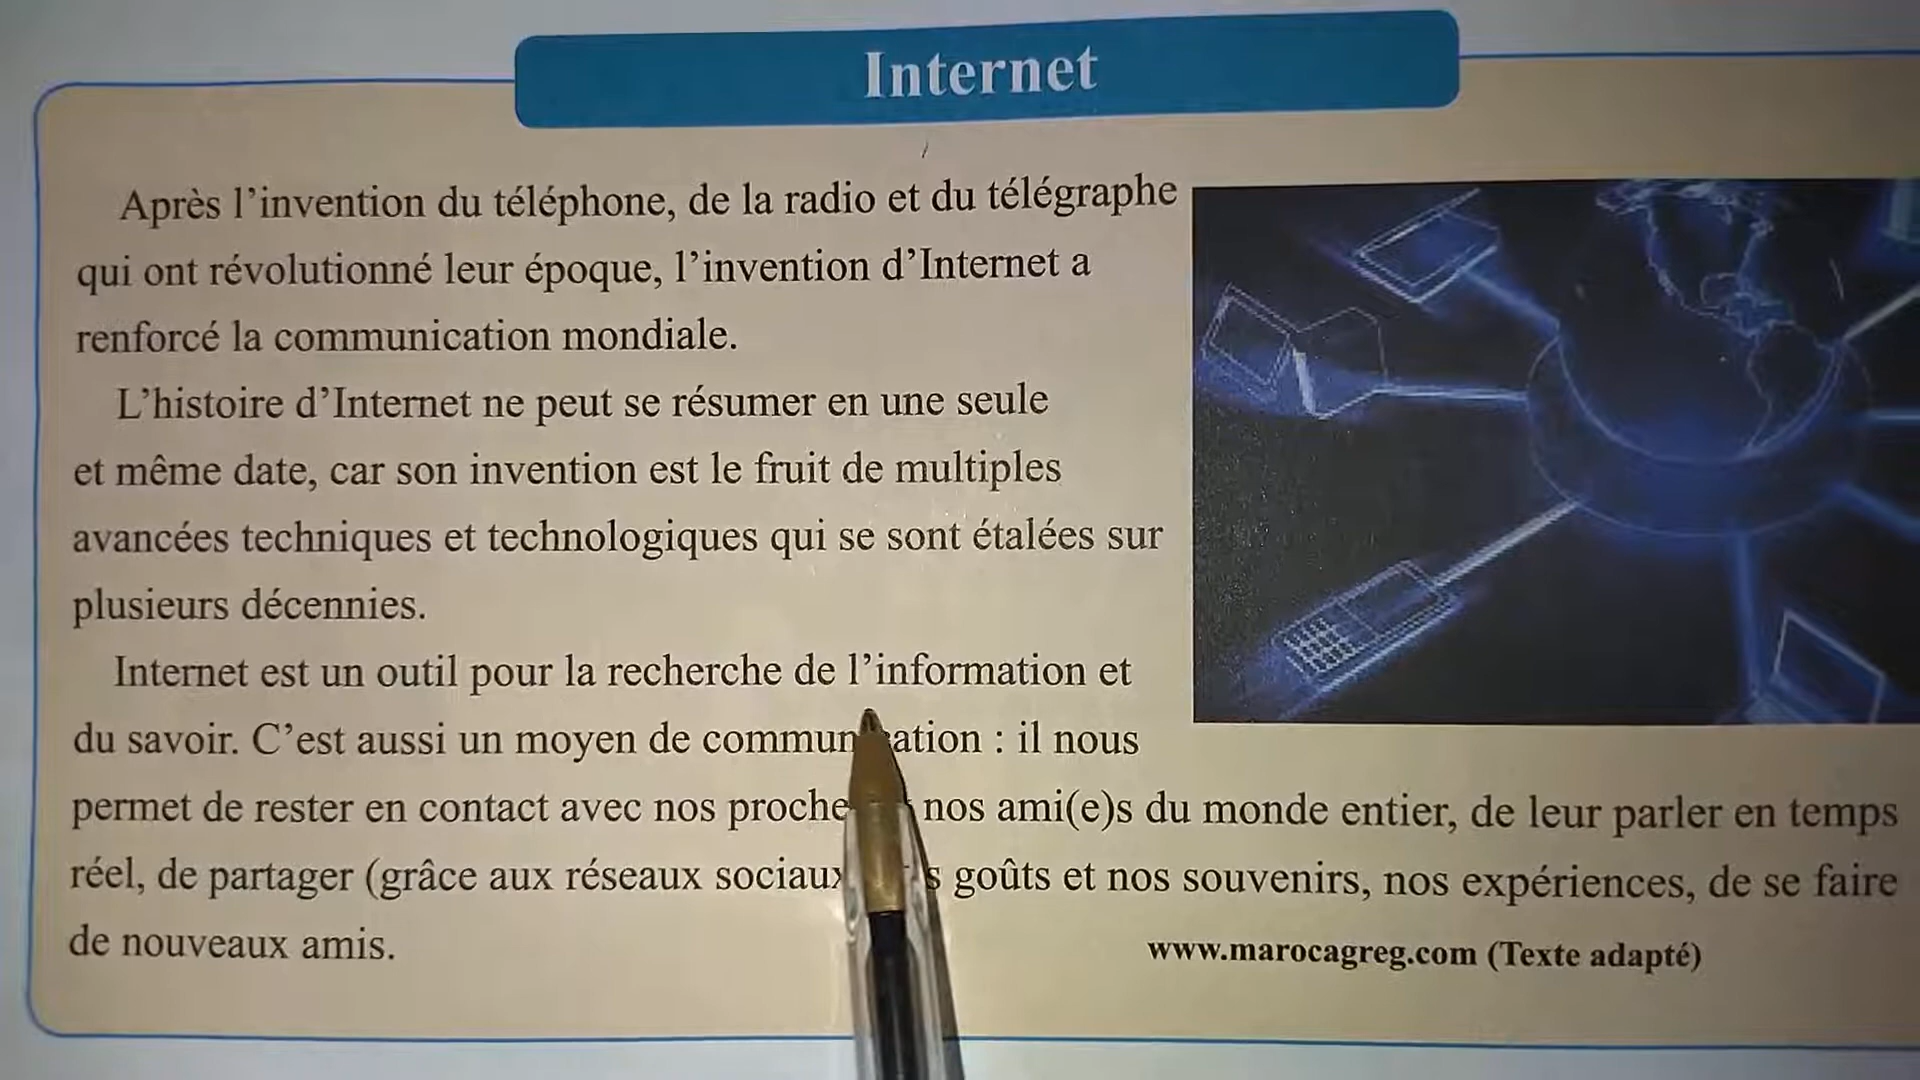 Internet
Après l’invention du téléphone, de la radio et du télégraphe
qui ont révolutionné leur époque, l’invention d’Internet a
renforcé la communication mondiale.
L’histoire d’Internet ne peut se résumer en une seule
et même date, car son invention est le fruit de multiples
avancées techniques et technologiques qui se sont étalées sur
plusieurs décennies.
Internet est un outil pour la recherche de l’information et
du savoir. C’est aussi un moyen de communication : il nous
permet de rester en contact avec nos nos ami(e)s du monde entier, de leur parler en temps
réel, de partager (grâce aux réseaux sociaux goûts et nos souvenirs, nos expériences, de se faire
de nouveaux amis.
www.marocagreg.com (Texte adapté)